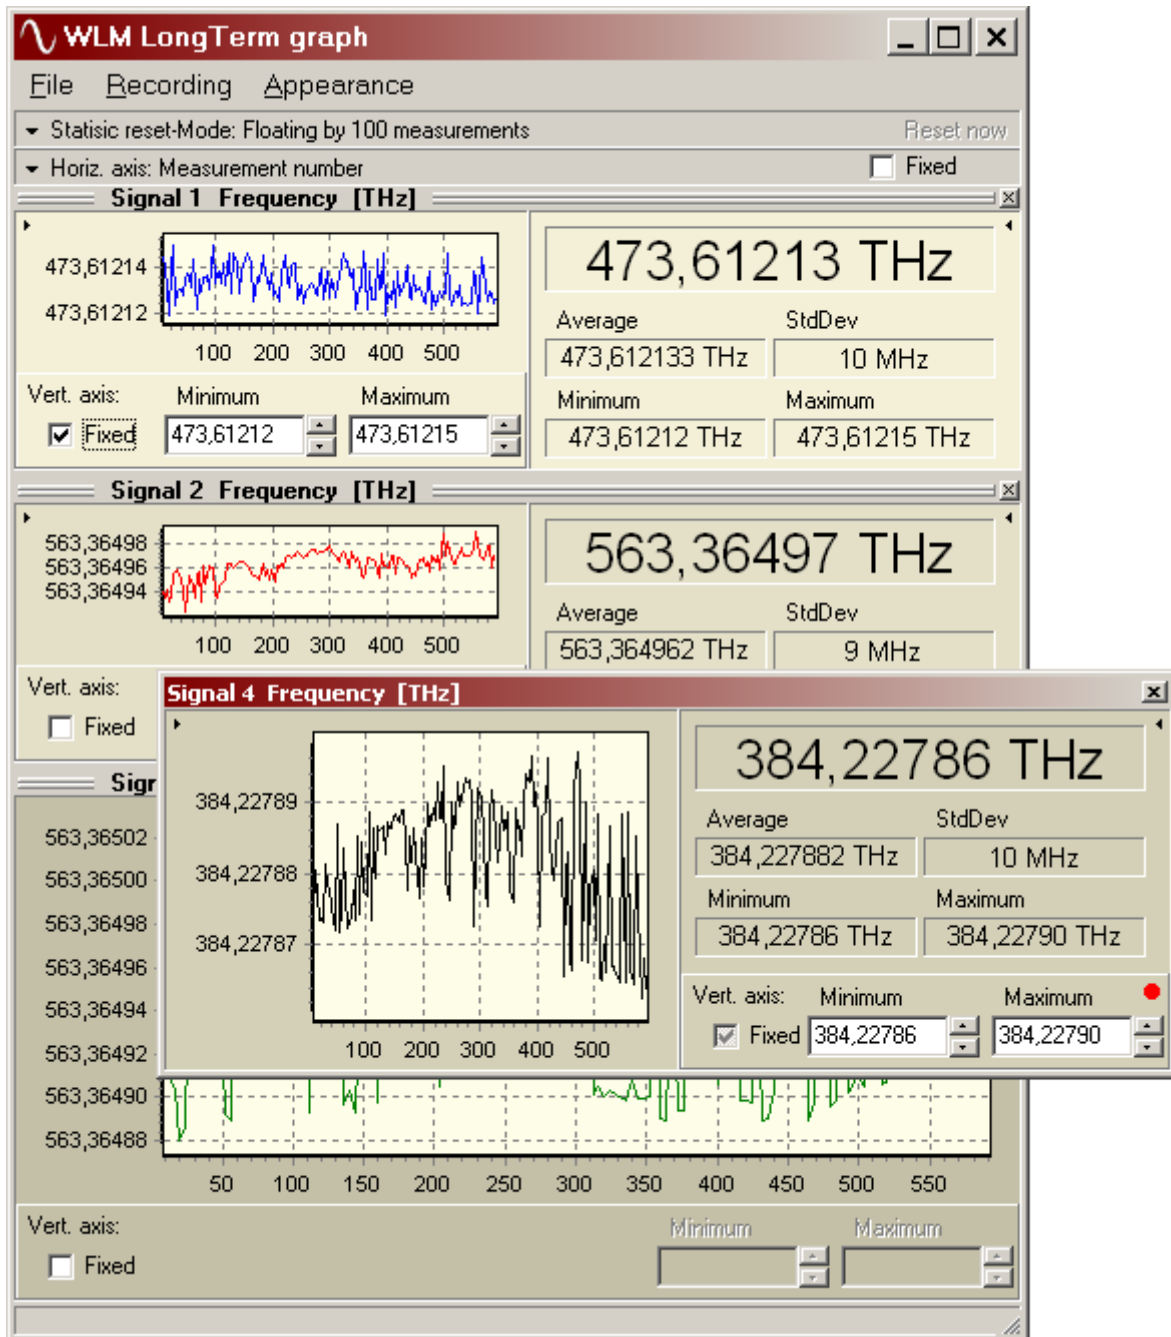 WLM LongTerm graph
File Recording Appearance
Statisic reset-Mode: Floating by 100 measurements Reset now
Horiz. axis: Measurement number Fixed
Signal 1 Frequency [THz]
473,61214
473,61212
100 200 300 400 500
473,61213 THz
Average StdDev
473,612133 THz 10 MHz
Minimum Maximum
473,61212 THz 473,61215 THz
Vert. axis: Minimum Maximum
Fixed 473,61212 473,61215
Signal 2 Frequency [THz]
563,36498
563,36496
563,36494
100 200 300 400 500
563,36497 THz
Average StdDev
563,364962 THz 9 MHz
Vert. axis:
Fixed
Signal 4 Frequency [THz]
384,22789
384,22788
384,22787
100 200 300 400 500
384,22786 THz
Average StdDev
384,227882 THz 10 MHz
Minimum Maximum
384,22786 THz 384,22790 THz
Vert. axis: Minimum Maximum
Fixed 384,22786 384,22790
563,36502
563,36500
563,36498
563,36496
563,36494
563,36492
563,36490
563,36488
50 100 150 200 250 300 350 400 450 500 550
Vert. axis: Minimum Maximum
Fixed